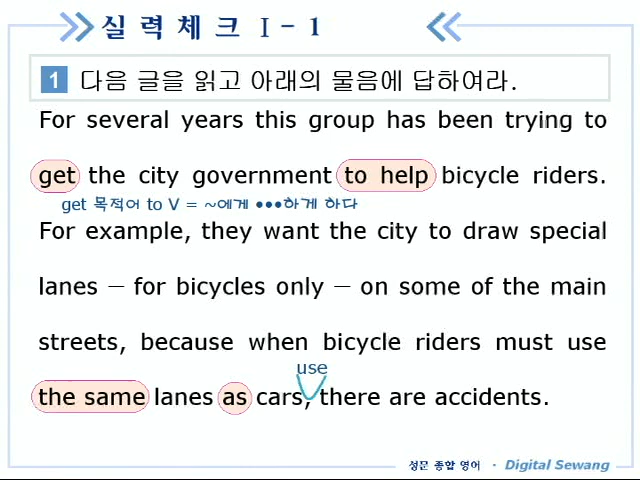 실력체크 I - 1
1 다음 글을 읽고 아래의 물음에 답하여라.
For several years this group has been trying to
get the city government to help bicycle riders.
get 목적어 to V = ~에게 •••하게 하다
For example, they want the city to draw special
lanes – for bicycles only – on some of the main
streets, because when bicycle riders must use
use
the same lanes as cars, there are accidents.
성문 종합 영어 · Digital Sewang